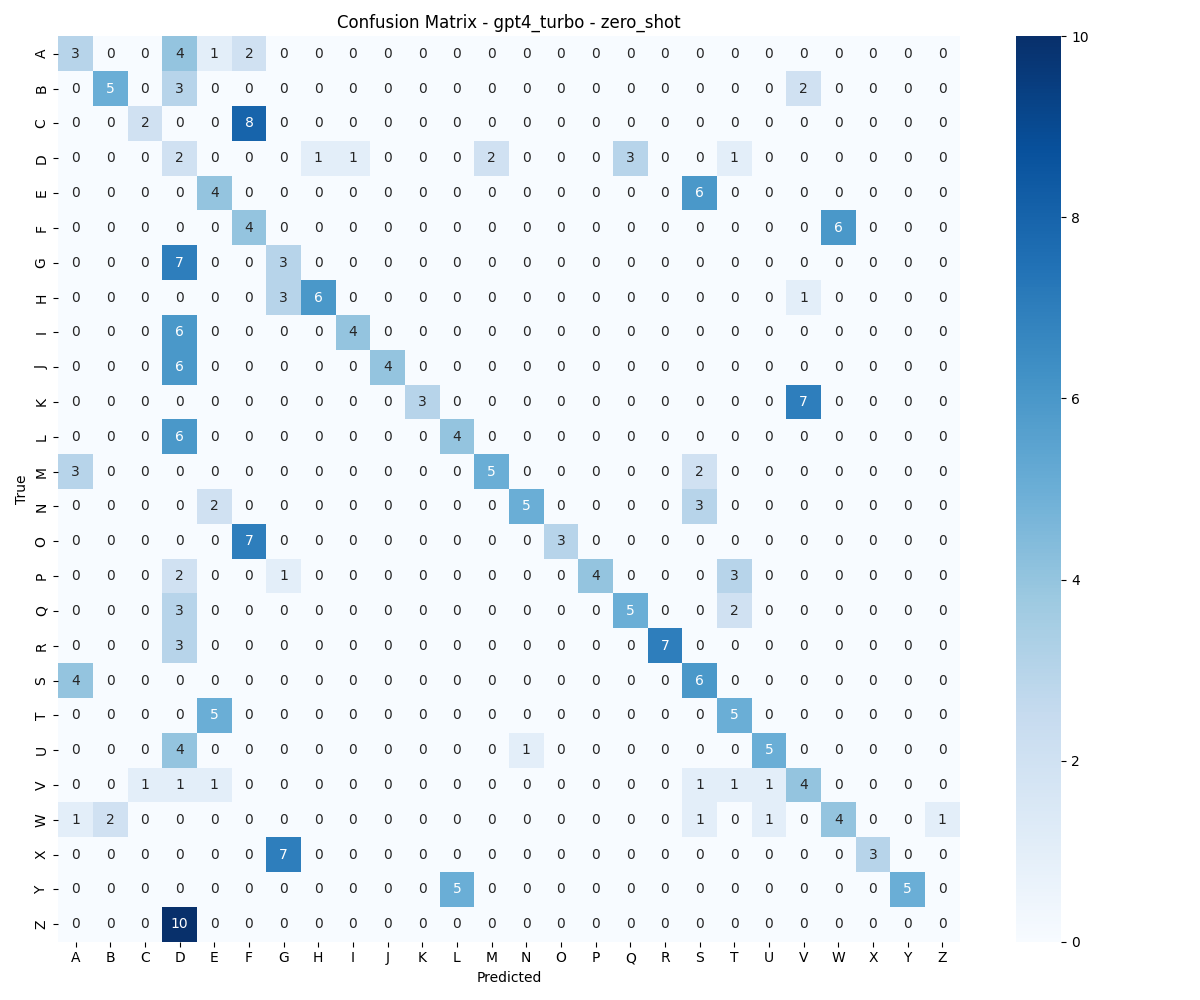 Confusion Matrix - gpt4_turbo - zero_shot
A 3 0 0 4 1 2 0 0 0 0 0 0 0 0 0 0 0 0 0 0 0 0 0 0 0 0
B 0 5 0 3 0 0 0 0 0 0 0 0 0 0 0 0 0 0 0 0 0 2 0 0 0 0
C 0 0 2 0 0 8 0 0 0 0 0 0 0 0 0 0 0 0 0 0 0 0 0 0 0 0
D 0 0 0 2 0 0 0 1 1 0 0 0 2 0 0 0 3 0 0 1 0 0 0 0 0 0
E 0 0 0 0 4 0 0 0 0 0 0 0 0 0 0 0 0 0 6 0 0 0 0 0 0 0
F 0 0 0 0 0 4 0 0 0 0 0 0 0 0 0 0 0 0 0 0 0 0 6 0 0 0
G 0 0 0 7 0 0 3 0 0 0 0 0 0 0 0 0 0 0 0 0 0 0 0 0 0 0
H 0 0 0 0 0 0 3 6 0 0 0 0 0 0 0 0 0 0 0 0 0 1 0 0 0 0
I 0 0 0 6 0 0 0 0 4 0 0 0 0 0 0 0 0 0 0 0 0 0 0 0 0 0
J 0 0 0 6 0 0 0 0 0 4 0 0 0 0 0 0 0 0 0 0 0 0 0 0 0 0
K 0 0 0 0 0 0 0 0 0 0 3 0 0 0 0 0 0 0 0 0 0 7 0 0 0 0
L 0 0 0 6 0 0 0 0 0 0 0 4 0 0 0 0 0 0 0 0 0 0 0 0 0 0
M 3 0 0 0 0 0 0 0 0 0 0 0 5 0 0 0 0 0 2 0 0 0 0 0 0 0
N 0 0 0 0 2 0 0 0 0 0 0 0 0 5 0 0 0 0 3 0 0 0 0 0 0 0
O 0 0 0 0 0 7 0 0 0 0 0 0 0 0 3 0 0 0 0 0 0 0 0 0 0 0
P 0 0 0 2 0 0 1 0 0 0 0 0 0 0 0 4 0 0 0 3 0 0 0 0 0 0
Q 0 0 0 3 0 0 0 0 0 0 0 0 0 0 0 0 5 0 0 2 0 0 0 0 0 0
R 0 0 0 3 0 0 0 0 0 0 0 0 0 0 0 0 0 7 0 0 0 0 0 0 0 0
S 4 0 0 0 0 0 0 0 0 0 0 0 0 0 0 0 0 0 6 0 0 0 0 0 0 0
T 0 0 0 0 5 0 0 0 0 0 0 0 0 0 0 0 0 0 0 5 0 0 0 0 0 0
U 0 0 0 4 0 0 0 0 0 0 0 0 0 1 0 0 0 0 0 0 5 0 0 0 0 0
V 0 0 1 1 1 0 0 0 0 0 0 0 0 0 0 0 0 0 1 1 1 4 0 0 0 0
W 1 2 0 0 0 0 0 0 0 0 0 0 0 0 0 0 0 0 1 0 1 0 4 0 0 1
X 0 0 0 0 0 0 7 0 0 0 0 0 0 0 0 0 0 0 0 0 0 0 0 3 0 0
Y 0 0 0 0 0 0 0 0 0 0 0 5 0 0 0 0 0 0 0 0 0 0 0 0 5 0
Z 0 0 0 10 0 0 0 0 0 0 0 0 0 0 0 0 0 0 0 0 0 0 0 0 0 0
A B C D E F G H I J K L M N O P Q R S T U V W X Y Z
True
Predicted
10
8
6
4
2
0